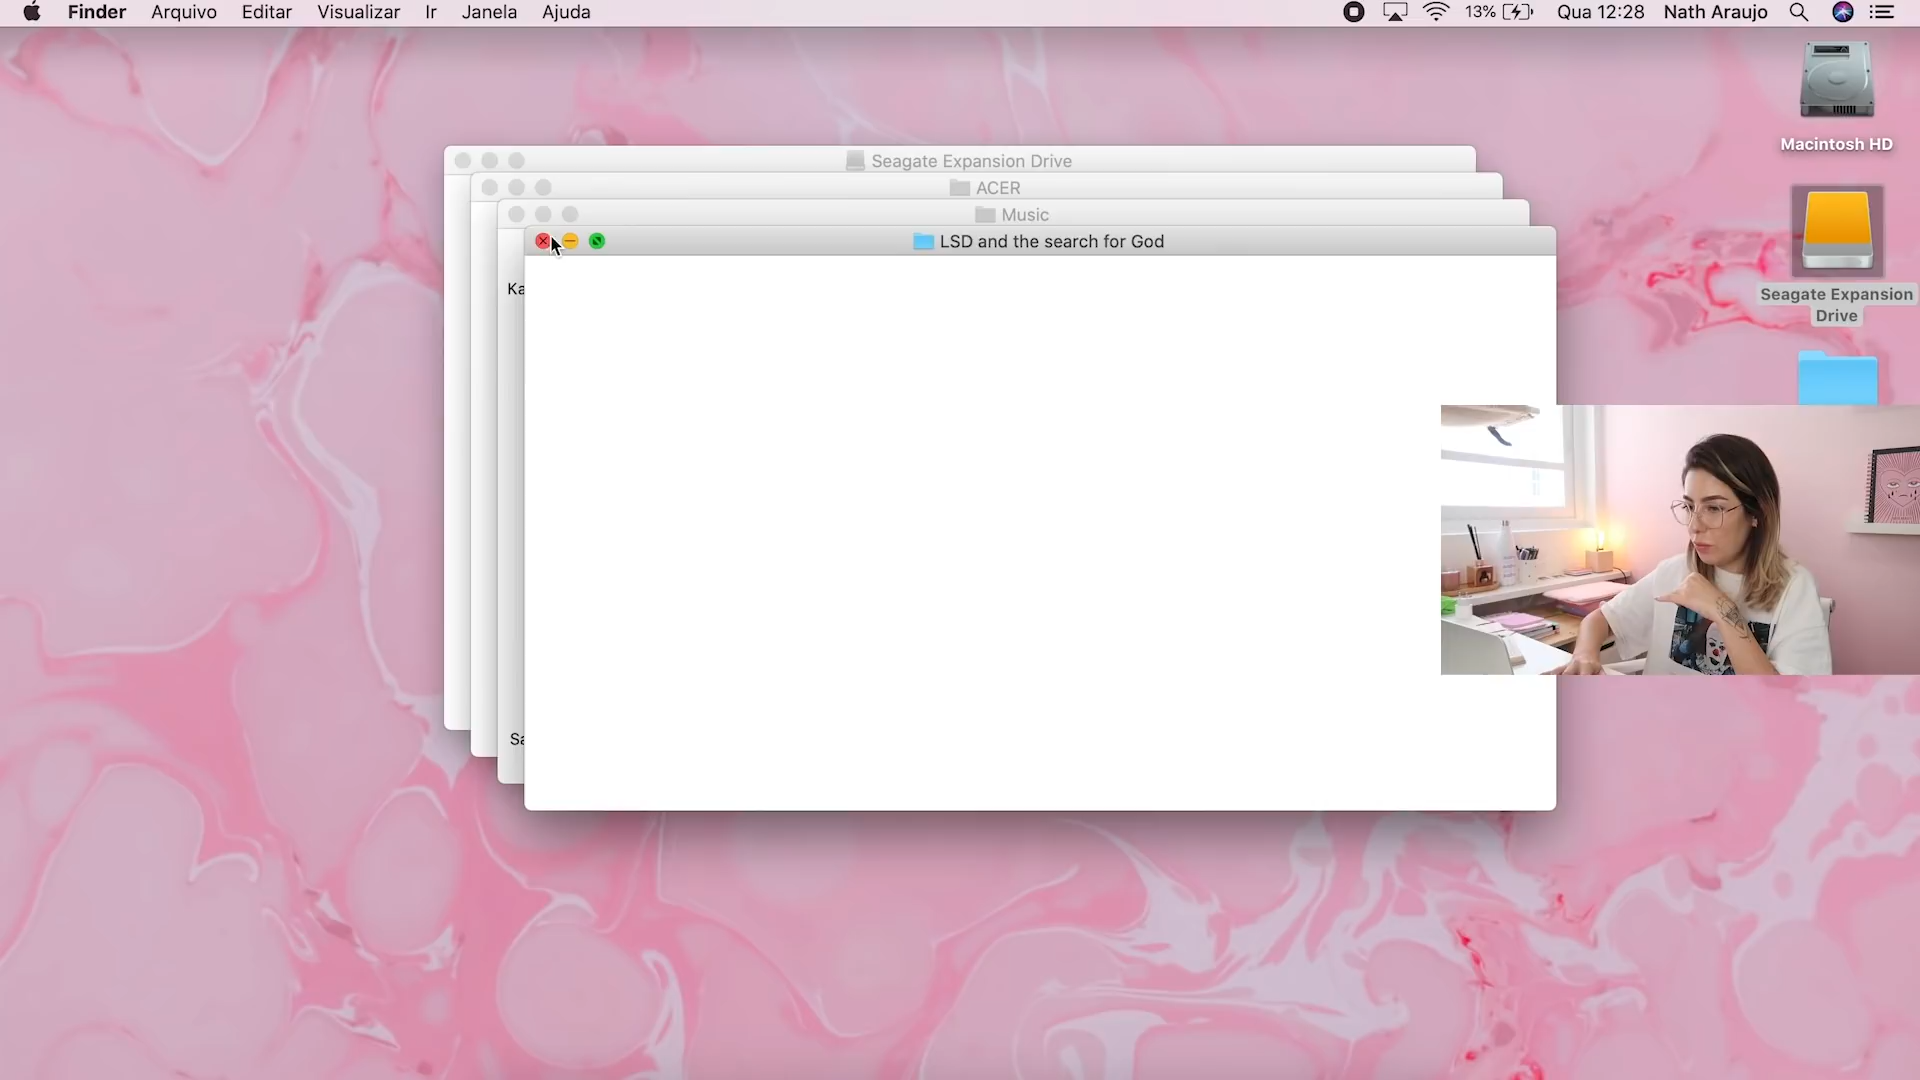 Finder Arquivo Editar Visualizar Ir Janela Ajuda 13% Qua 12:28 Nath Araujo
Macintosh HD
Seagate Expansion Drive
ACER
Music
LSD and the search for God
Seagate Expansion
Drive
Ka
Sa